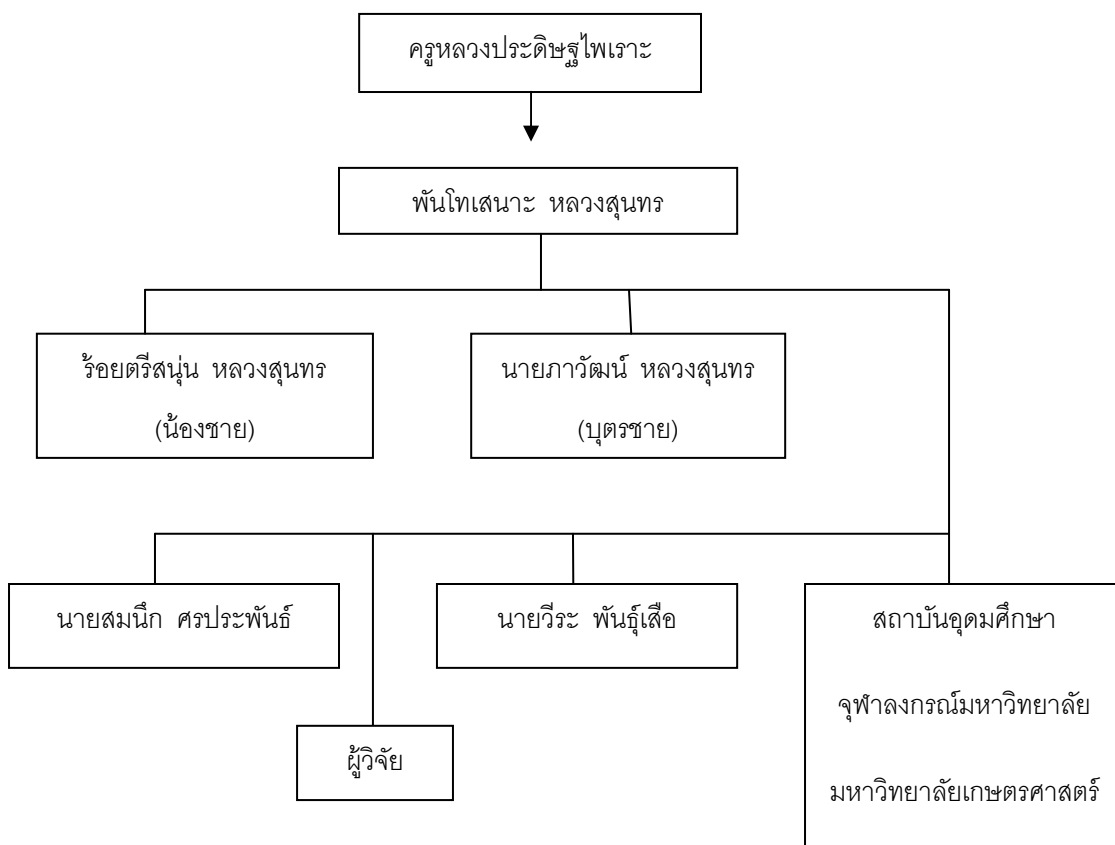 ครูหลวงประดิษฐไพเราะ
พันโทเสนาะ หลวงสุนทร
ร้อยตรีสนุ่น หลวงสุนทร
(น้องชาย)
นายภาวัฒน์ หลวงสุนทร
(บุตรชาย)
นายสมนึก ศรประพันธ์
นายวีระ พันธุ์เสือ
ผู้วิจัย
สถาบันอุดมศึกษา
จุฬาลงกรณ์มหาวิทยาลัย
มหาวิทยาลัยเกษตรศาสตร์